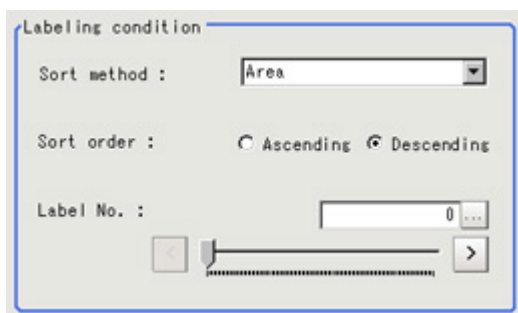 Labeling condition
Sort method : Area
Sort order : Ascending Descending
Label No. : 0 ...
< >